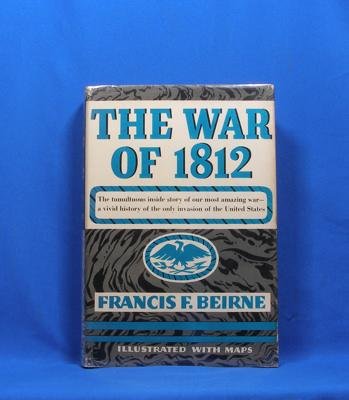 THE WAR
OF 1812
The tumultuous inside story of our most amazing war—
a vivid history of the only invasion of the United States
FRANCIS F. BEIRNE
ILLUSTRATED WITH MAPS